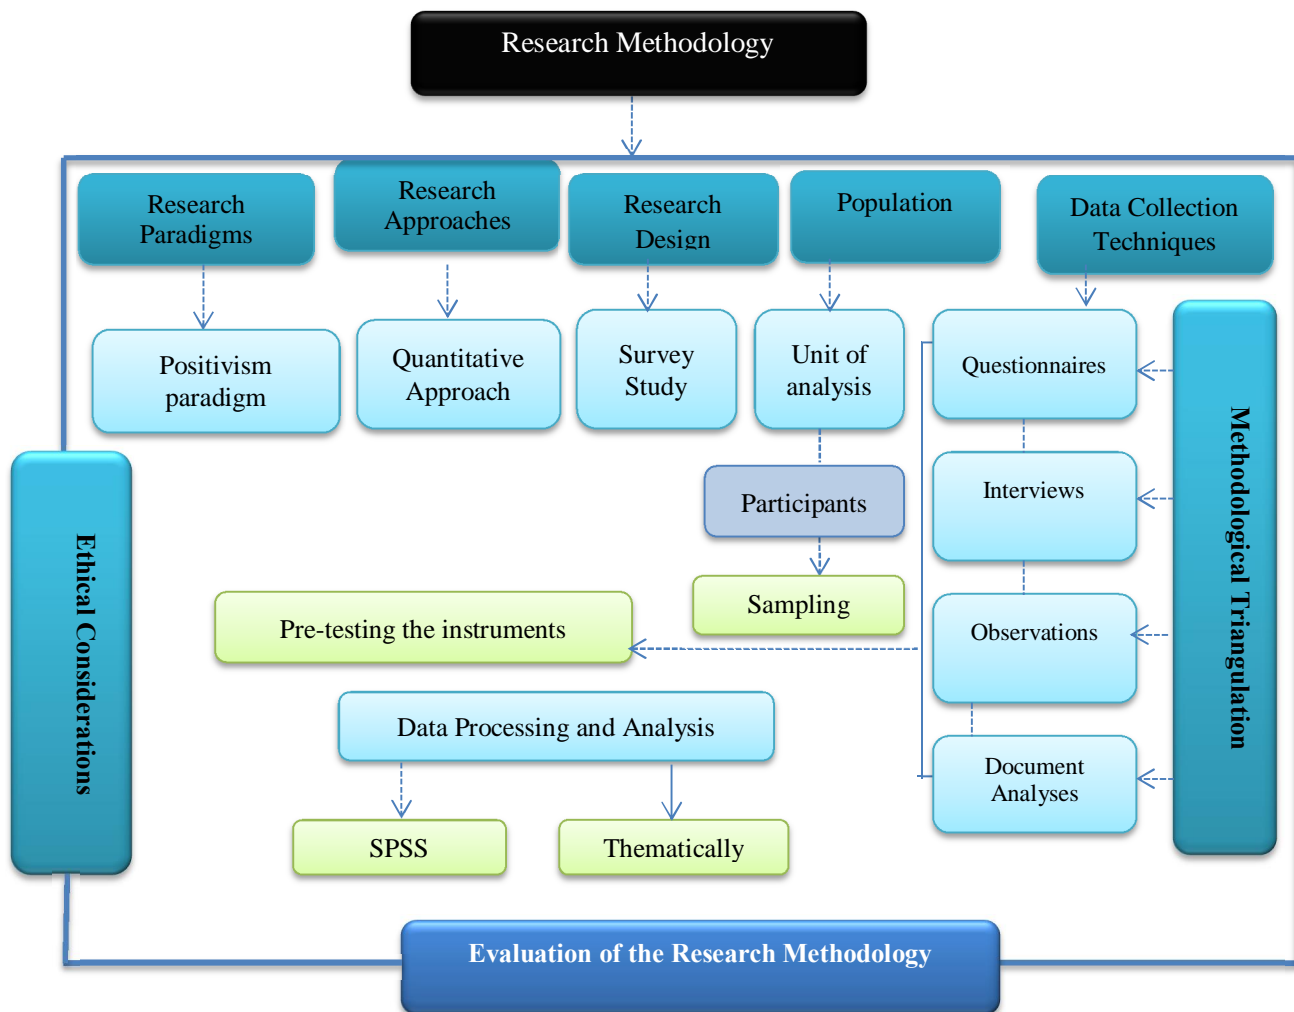 Research Methodology
Research
Paradigms
Research
Approaches
Research
Design
Population
Data Collection
Techniques
Positivism
paradigm
Quantitative
Approach
Survey
Study
Unit of
analysis
Questionnaires
Participants
Interviews
Sampling
Pre-testing the instruments
Observations
Data Processing and Analysis
Document
Analyses
SPSS
Thematically
Ethical Considerations
Methodological Triangulation
Evaluation of the Research Methodology